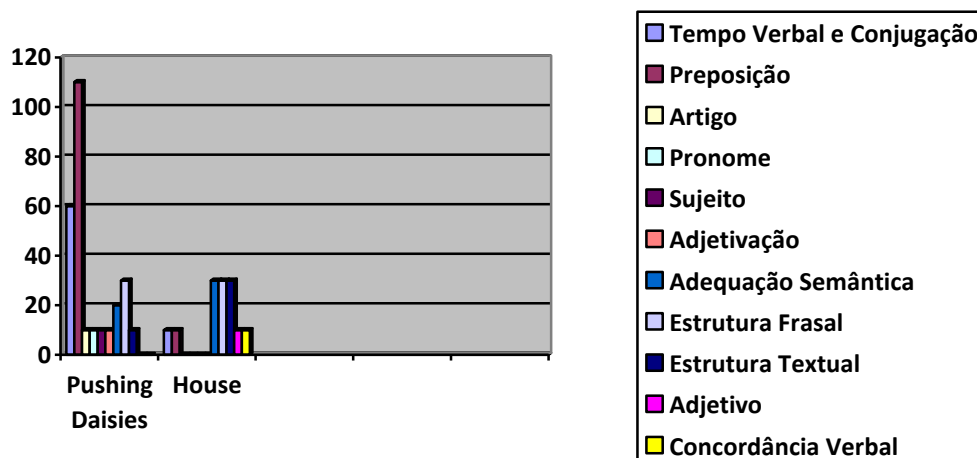 120
100
80
60
40
20
0
Pushing
Daisies
House
Tempo Verbal e Conjugação
Preposição
Artigo
Pronome
Sujeito
Adjetivação
Adequação Semântica
Estrutura Frasal
Estrutura Textual
Adjetivo
Concordância Verbal